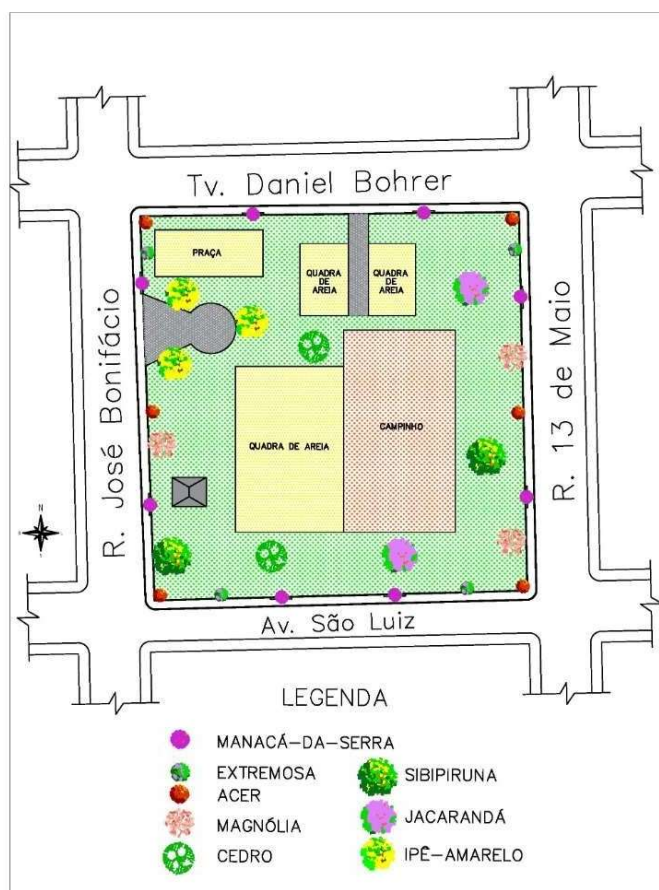 Tv. Daniel Bohrer
PRAÇA
QUADRA
DE
AREIA
QUADRA
DE
AREIA
R. José Bonifácio
R. 13 de Maio
CAMPINHO
QUADRA DE AREIA
N
Av. São Luiz
LEGENDA
MANACÁ-DA-SERRA
EXTREMOSA
ACER
MAGNÓLIA
CEDRO
SIBIPIRUNA
JACARANDÁ
IPÊ-AMARELO